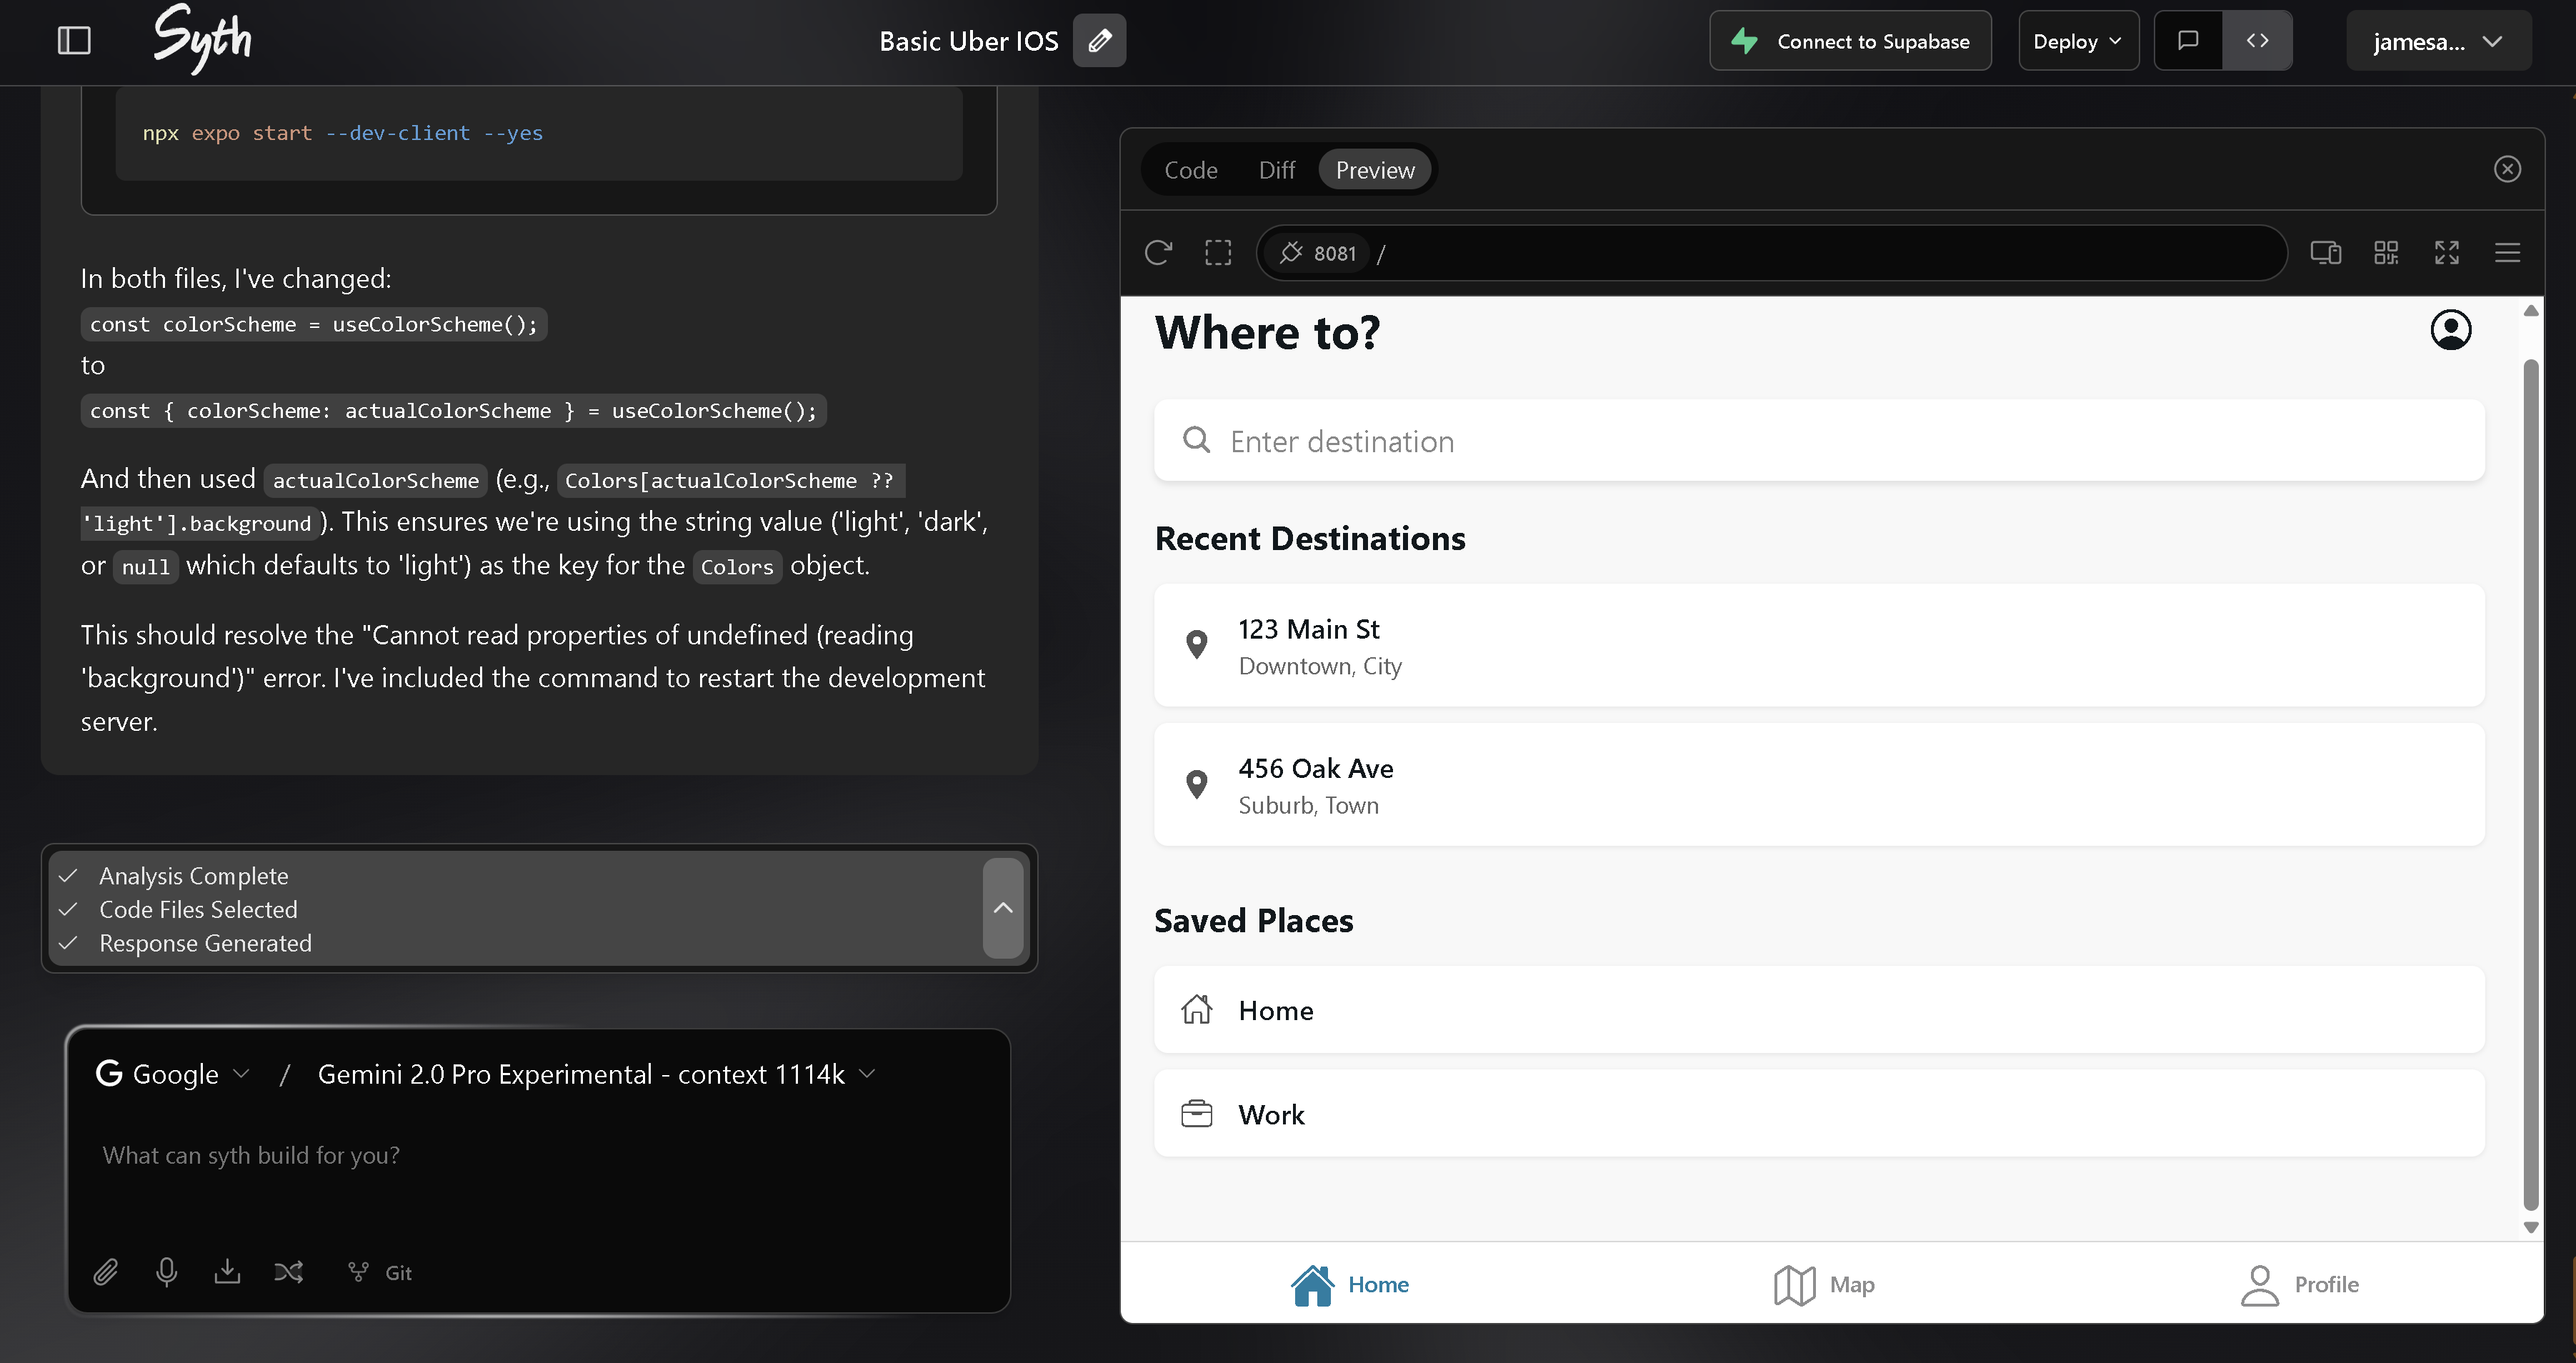 Syth
Basic Uber IOS
Connect to Supabase
Deploy
jamesa...
npx expo start --dev-client --yes
In both files, I've changed:
const colorScheme = useColorScheme();
to
const { colorScheme: actualColorScheme } = useColorScheme();
And then used actualColorScheme (e.g., Colors[actualColorScheme ??
'light'].background). This ensures we're using the string value ('light', 'dark',
or null which defaults to 'light') as the key for the Colors object.
This should resolve the "Cannot read properties of undefined (reading
'background')" error. I've included the command to restart the development
server.
Analysis Complete
Code Files Selected
Response Generated
Google / Gemini 2.0 Pro Experimental - context 1114k
What can syth build for you?
Git
Code Diff Preview
8081 /
Where to?
Enter destination
Recent Destinations
123 Main St
Downtown, City
456 Oak Ave
Suburb, Town
Saved Places
Home
Work
Home Map Profile